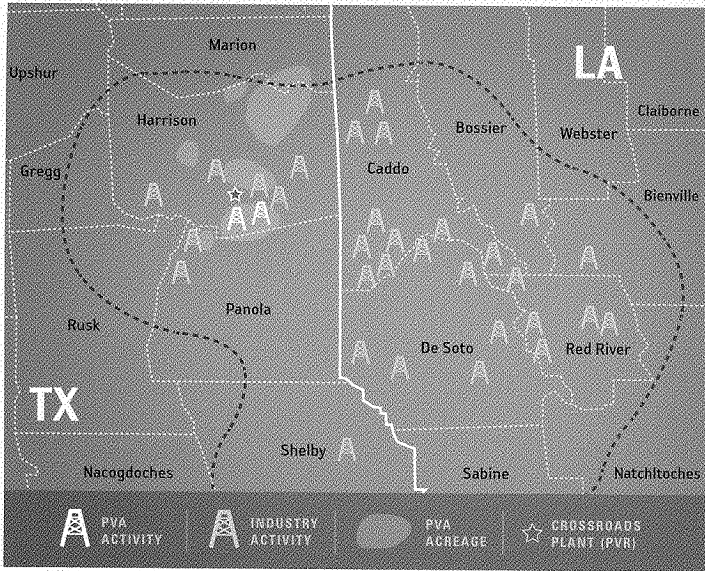 Marion
LA
Upshur
Harrison
Claiborne
Bossier
Webster
Gregg
Caddo
Bienville
Panola
Rusk
De Soto
Red River
TX
Shelby
Nacogdoches
Sabine
Natchitoches
PVA
ACTIVITY
INDUSTRY
ACTIVITY
PVA
ACREAGE
CROSSROADS
PLANT (PVR)